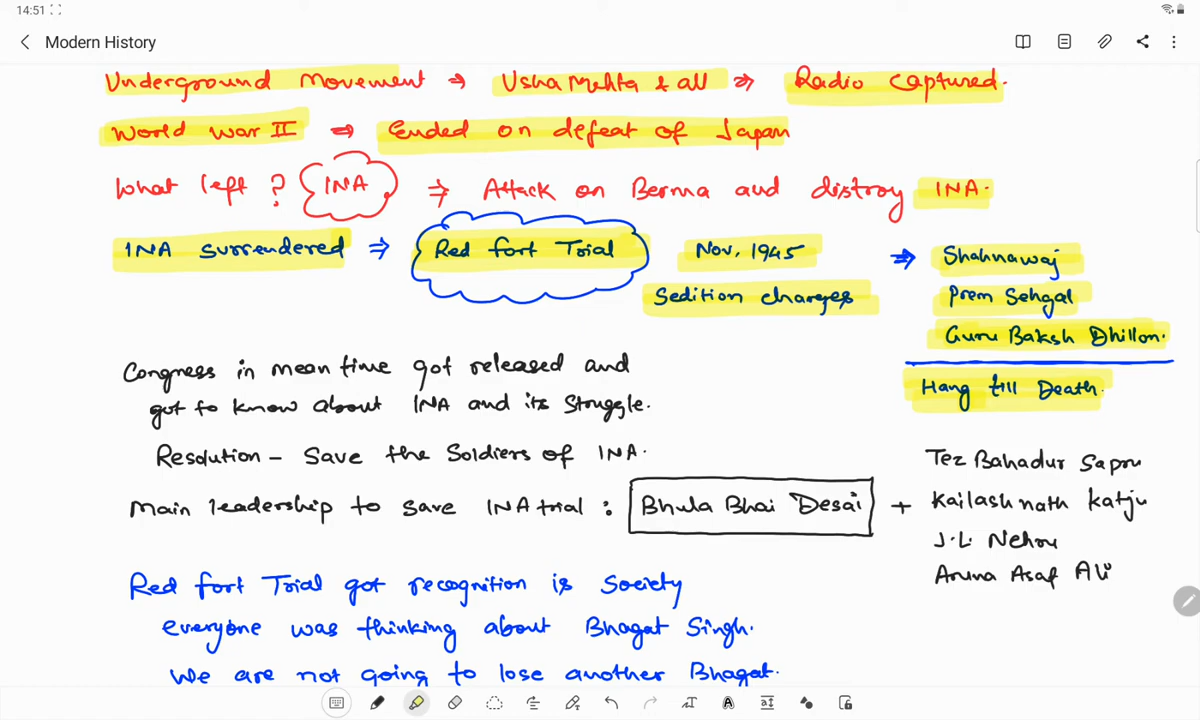 14:51
Modern History
Underground Movement → Usha Mehta & all ⇒ Radio Captured.
World War II ⇒ Ended on defeat of Japan
What left ? INA ⇒ Attack on Berma and distroy INA.
INA Surrendered ⇒ Red fort Trial Nov, 1945 ⇒ Shahnawaj
Sedition charges Prem Sehgal
Guru Baksh Dhillon.
Hang till Death.
Congress in mean time got released and
got to know about INA and its Struggle.
Resolution - Save the Soldiers of INA.
Main leadership to save INA trial : Bhula Bhai Desai + Tez Bahadur Sapru
Kailash nath Katju
J.L. Nehru
Aruna Asaf Ali
Red fort Trial got recognition is Society
everyone was thinking about Bhagat Singh.
We are not going to lose another Bhagat.